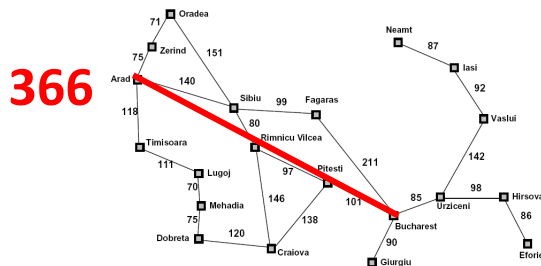 Oradea
71
Neamt
87
Zerind
151
Iasi
75
366
Arad
140
92
Sibiu
99
Fagaras
118
80
Vaslui
Rimnicu Vilcea
Timisoara
142
111
211
Lugoj
97
Pitesti
70
98
Hirsova
146
101
85
Mehadia
Urziceni
138
86
75
Bucharest
120
90
Dobreta
Craiova
Eforie
Giurgiu